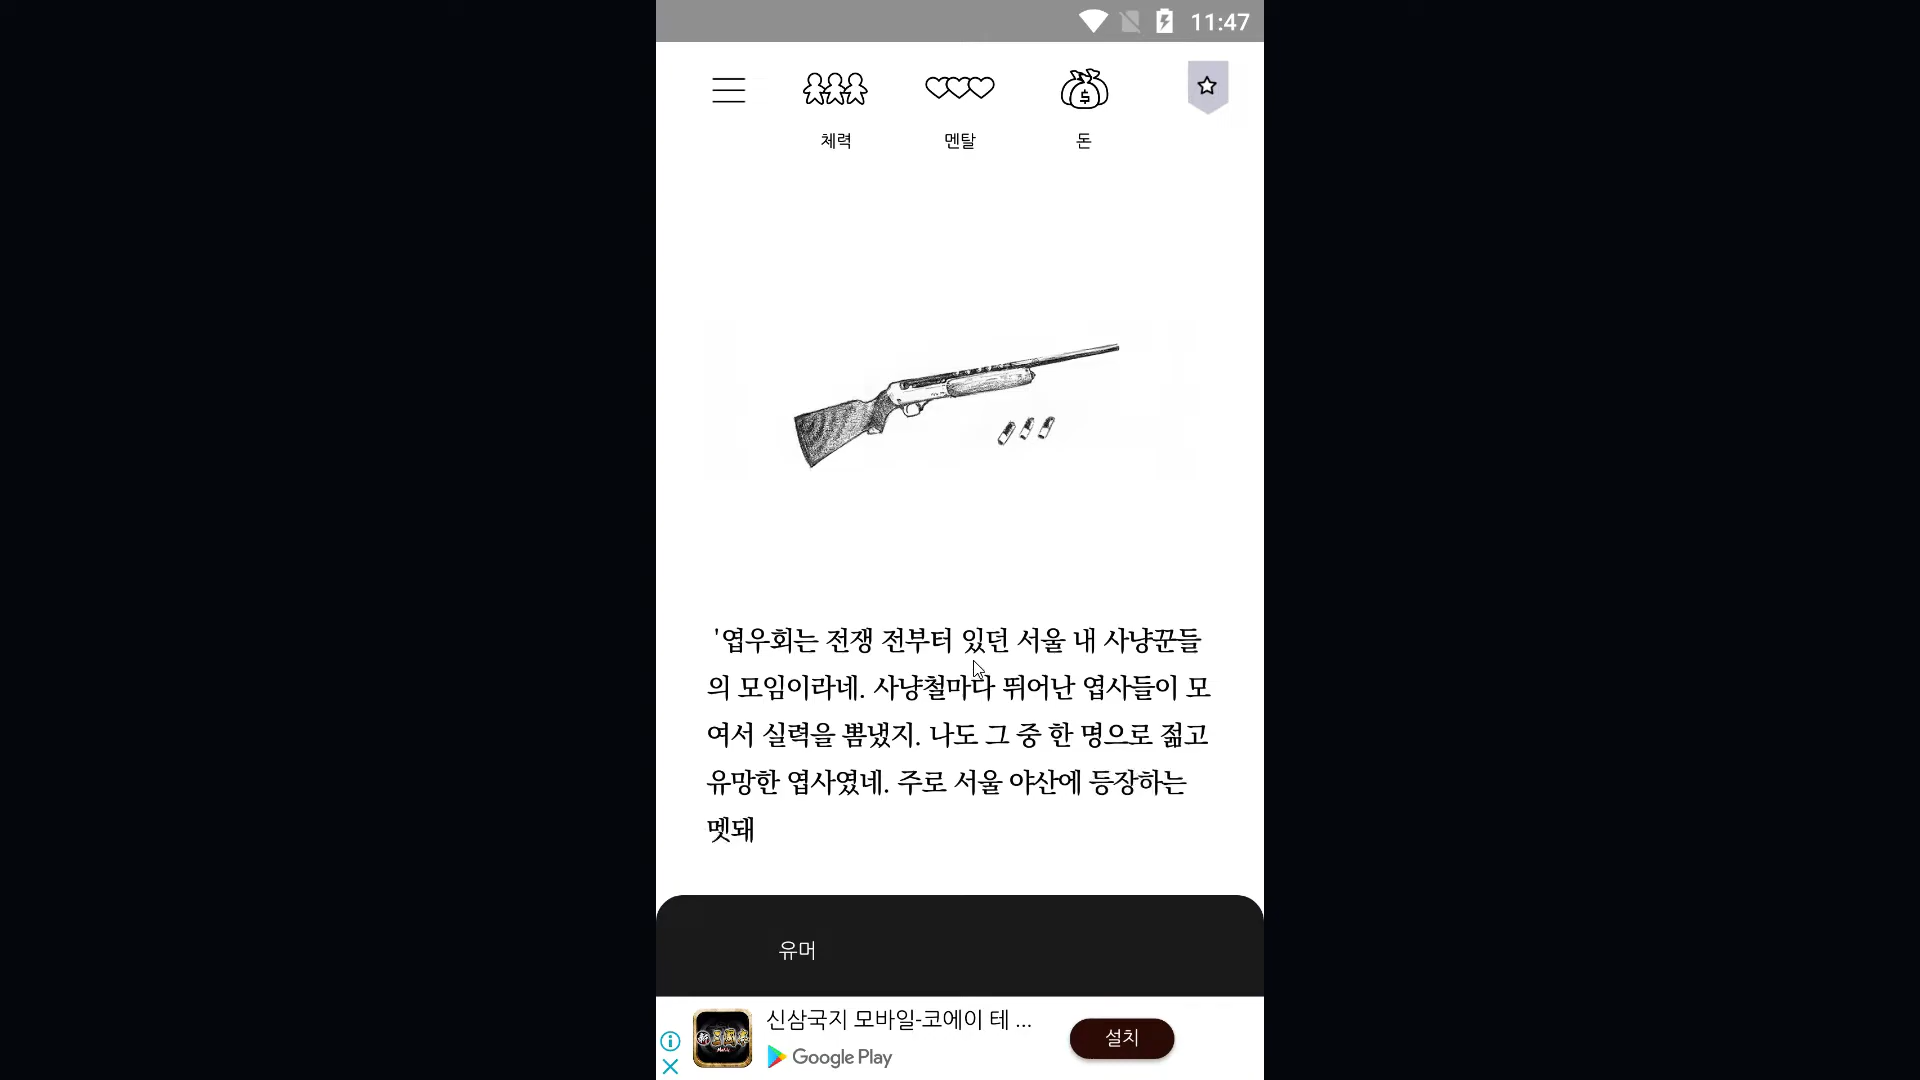 11:47
체력
멘탈
돈
'엽우회는 전쟁 전부터 있던 서울 내 사냥꾼들
의 모임이라네. 사냥철마다 뛰어난 엽사들이 모
여서 실력을 뽐냈지. 나도 그 중 한 명으로 젊고
유망한 엽사였네. 주로 서울 야산에 등장하는
멧돼
유머
신삼국지 모바일-코에이 테 ...
Google Play
설치